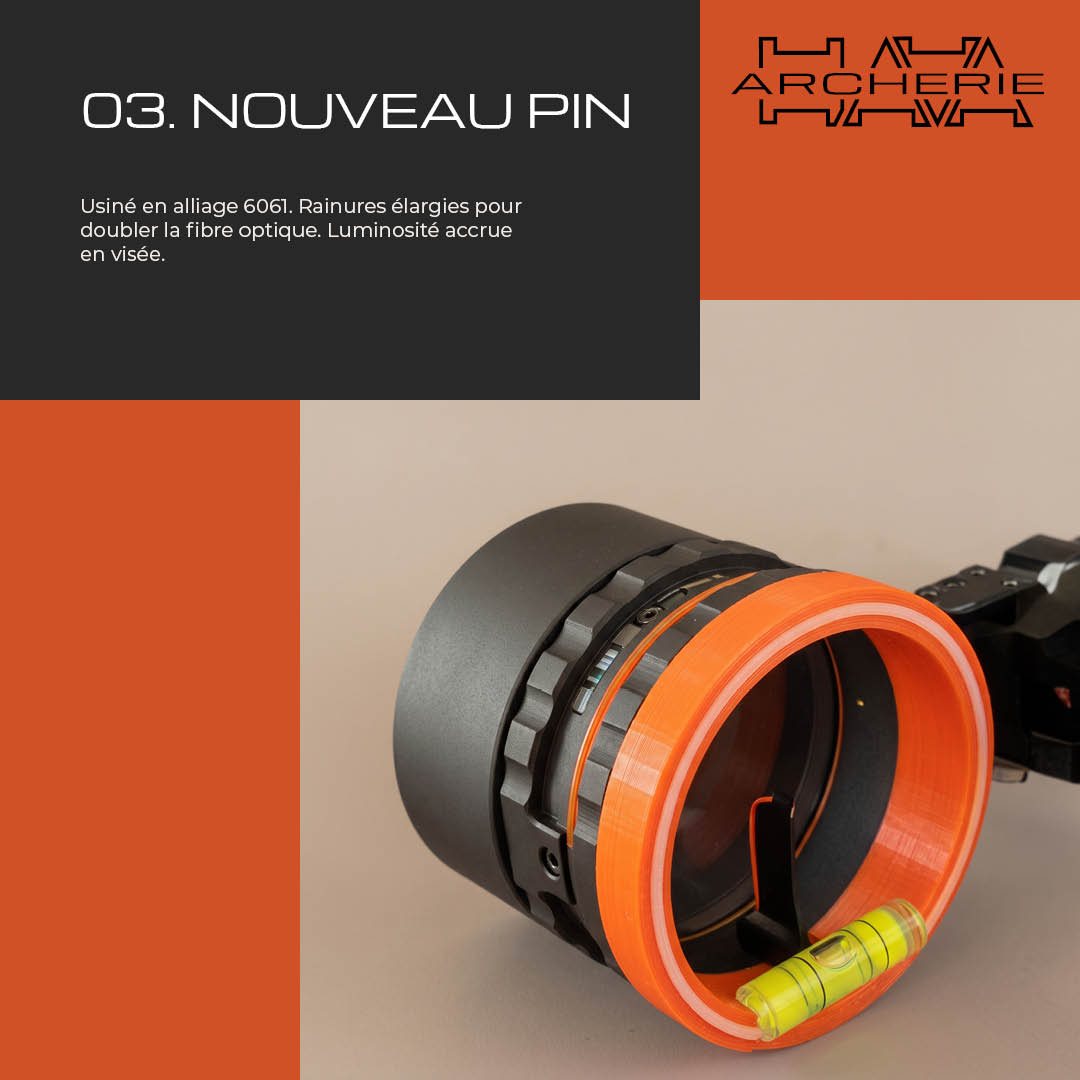 03. NOUVEAU PIN
ARCHERIE
Usiné en alliage 6061. Rainures élargies pour
doubler la fibre optique. Luminosité accrue
en visée.